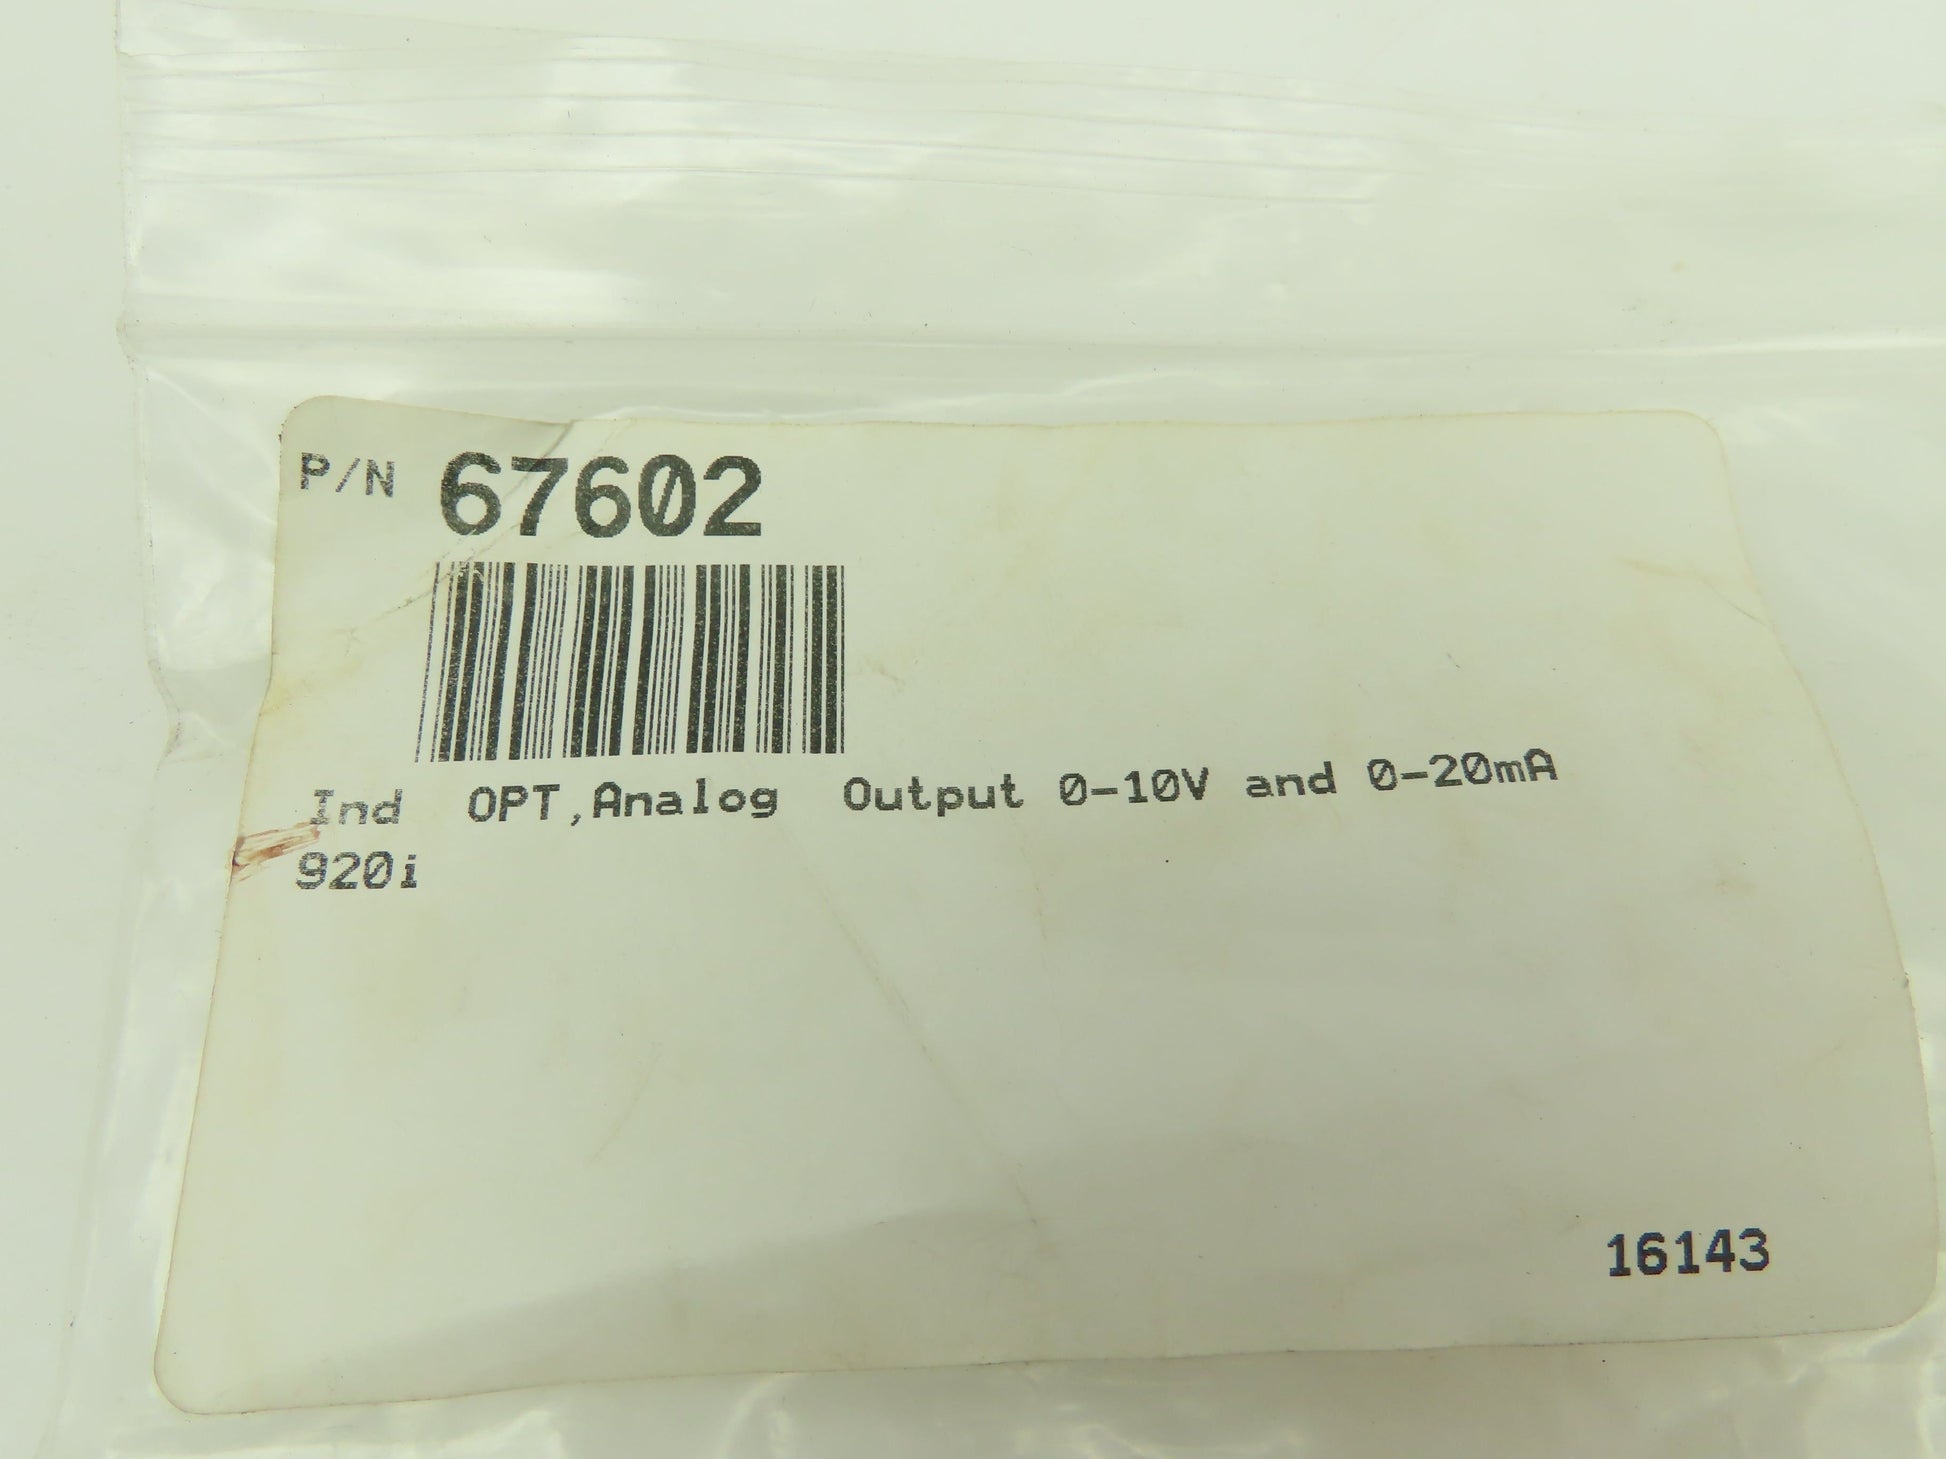 P/N 67602
Ind OPT,Analog Output 0-10V and 0-20mA
920i
16143